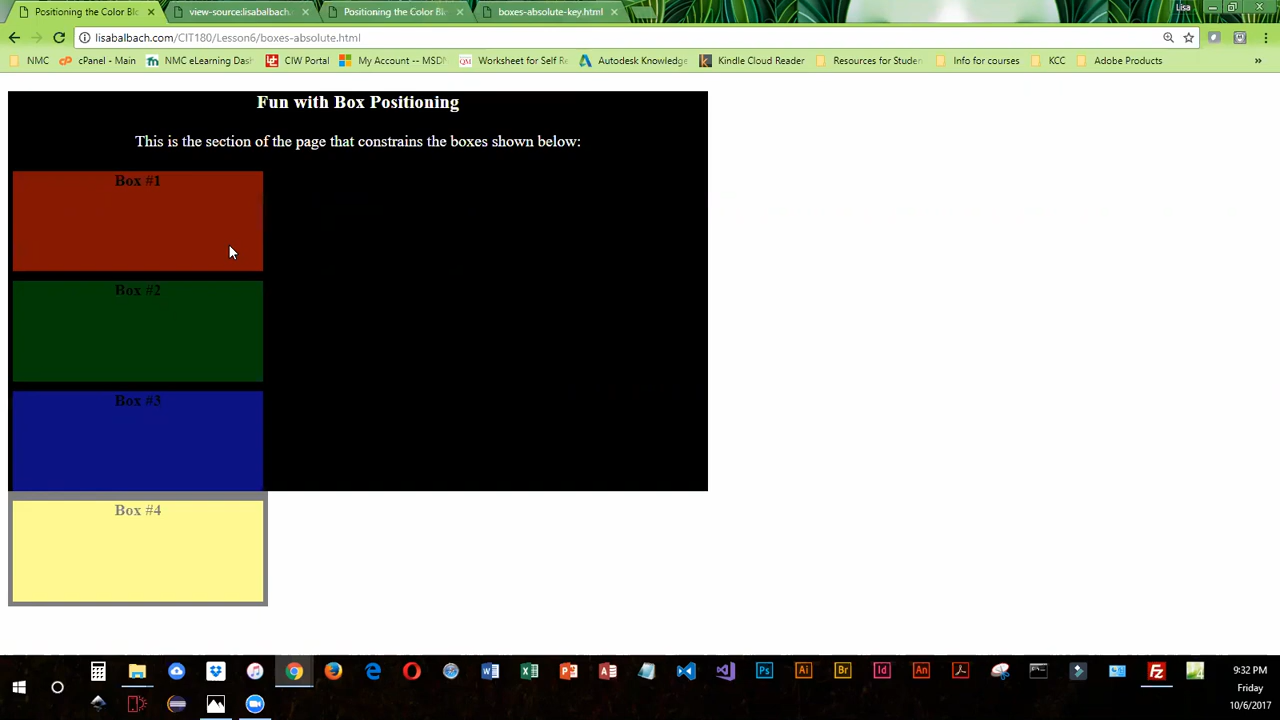 Positioning the Color Blo
view-source:lisabalbach.
Positioning the Color Blo
boxes-absolute-key.html
Lisa
lisabalbach.com/CIT180/Lesson6/boxes-absolute.html
NMC
cPanel - Main
NMC eLearning Dash
CIW Portal
My Account -- MSDN
Worksheet for Self Re
Autodesk Knowledge
Kindle Cloud Reader
Resources for Studen
Info for courses
KCC
Adobe Products
Fun with Box Positioning
This is the section of the page that constrains the boxes shown below:
Box #1
Box #2
Box #3
Box #4
9:32 PM
Friday
10/6/2017